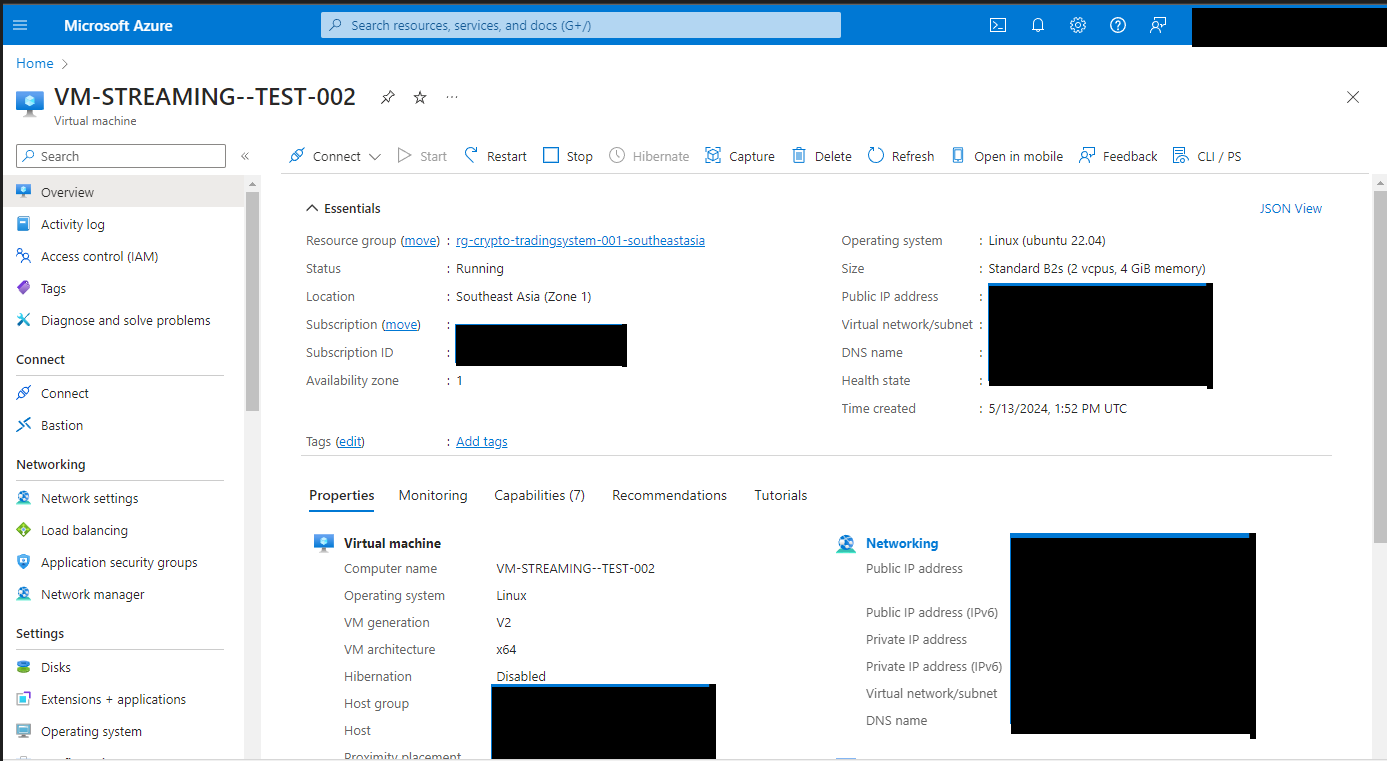 Microsoft Azure
Search resources, services, and docs (G+/)
Home
VM-STREAMING--TEST-002
Virtual machine
Search
Connect Start Restart Stop Hibernate Capture Delete Refresh Open in mobile Feedback CLI / PS
Overview
Activity log
Access control (IAM)
Tags
Diagnose and solve problems
Connect
Connect
Bastion
Networking
Network settings
Load balancing
Application security groups
Network manager
Settings
Disks
Extensions + applications
Operating system
Essentials
JSON View
Resource group (move) : rg-crypto-tradingsystem-001-southeastasia
Status : Running
Location : Southeast Asia (Zone 1)
Subscription (move) :
Subscription ID :
Availability zone : 1
Operating system : Linux (ubuntu 22.04)
Size : Standard B2s (2 vcpus, 4 GiB memory)
Public IP address :
Virtual network/subnet :
DNS name :
Health state :
Time created : 5/13/2024, 1:52 PM UTC
Tags (edit) : Add tags
Properties Monitoring Capabilities (7) Recommendations Tutorials
Virtual machine
Computer name VM-STREAMING--TEST-002
Operating system Linux
VM generation V2
VM architecture x64
Hibernation Disabled
Host group
Host
Proximity placement
Networking
Public IP address
Public IP address (IPv6)
Private IP address
Private IP address (IPv6)
Virtual network/subnet
DNS name